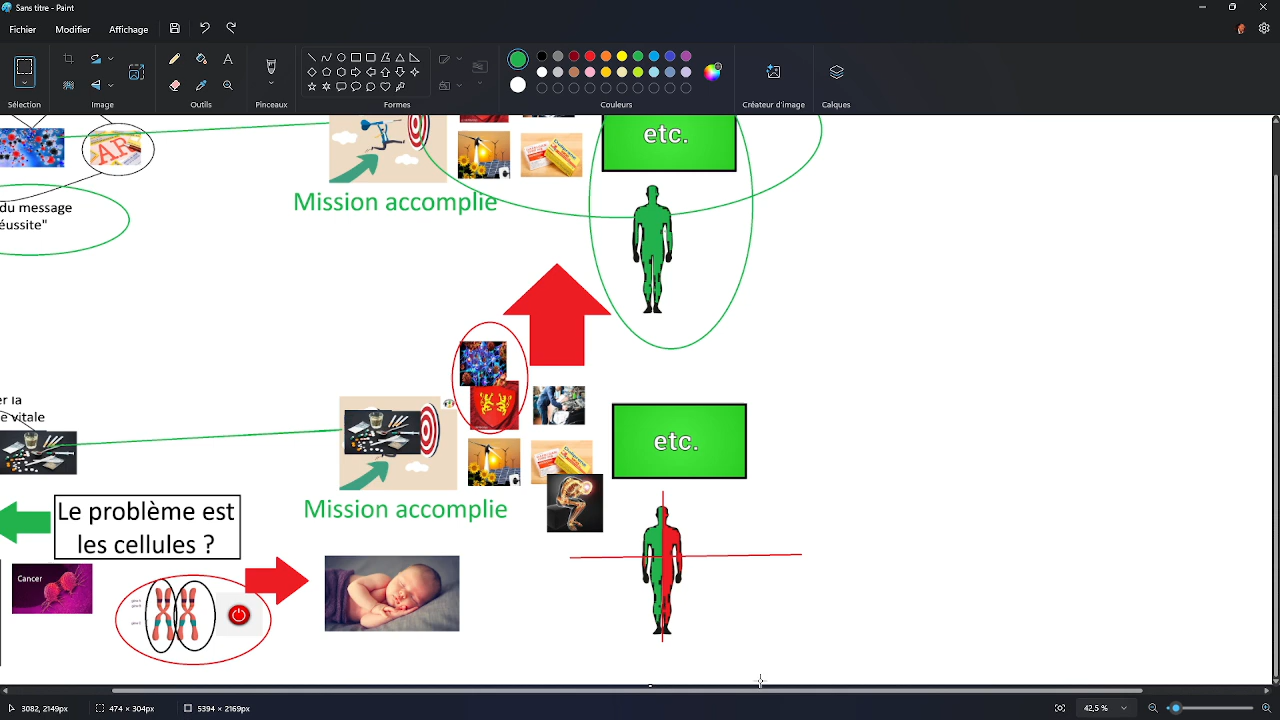 Sans titre - Paint
Fichier
Modifier
Affichage
Sélection
Image
Outils
Pinceaux
Formes
Couleurs
Créateur d'image
Calques
etc.
AR
du message
éussite"
Mission accomplie
er la
e vitale
etc.
Mission accomplie
Le problème est
les cellules ?
Cancer
3082, 2149px
474 × 304px
5394 × 2169px
42,5 %